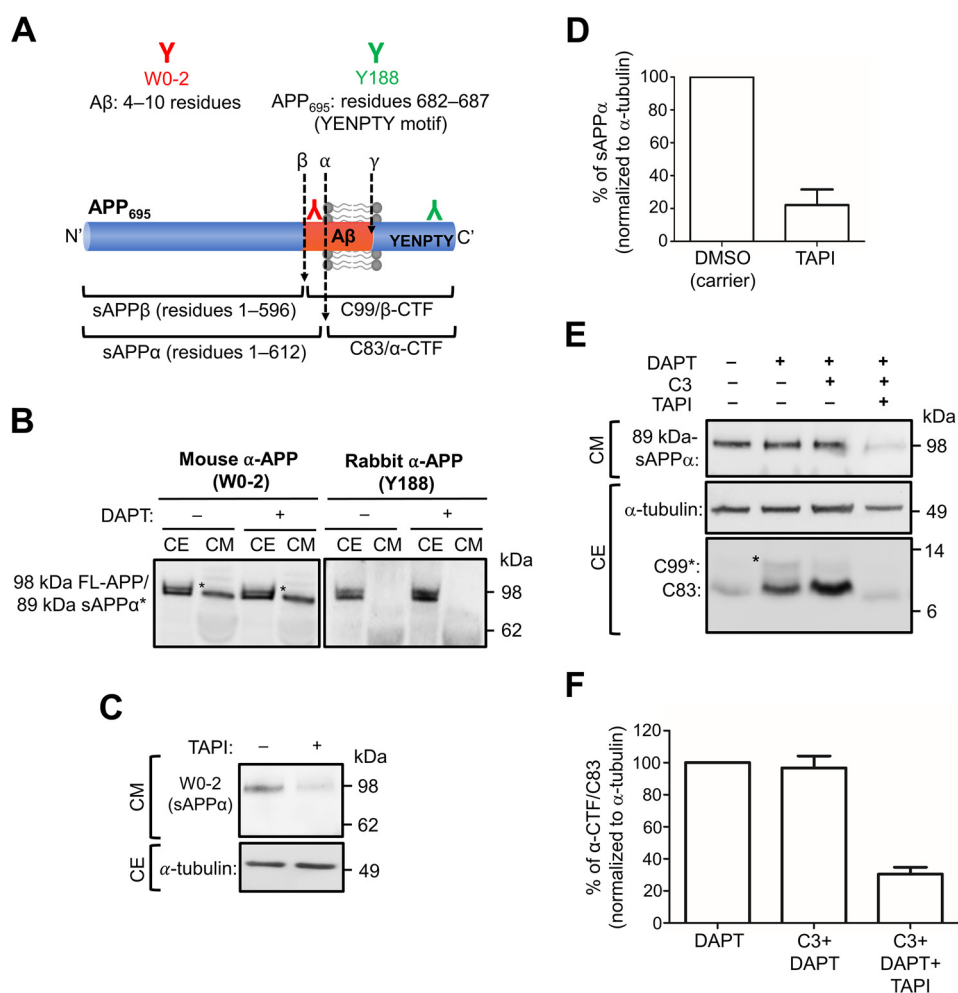 A
W0-2
Aβ: 4–10 residues
Y188
APP695: residues 682–687
(YENPTY motif)
β α γ
APP695
N' Aβ YENPTY C'
sAPPβ (residues 1–596) C99/β-CTF
sAPPα (residues 1–612) C83/α-CTF
B
Mouse α-APP
(W0-2)
Rabbit α-APP
(Y188)
DAPT: – + – +
CE CM CE CM CE CM CE CM
kDa
98 kDa FL-APP/
89 kDa sAPPα*
* *
98
62
C
TAPI: – +
kDa
CM
W0-2
(sAPPα)
98
62
CE
α-tubulin:
49
D
% of sAPPα
(normalized to α-tubulin)
100
80
60
40
20
0
DMSO
(carrier)
TAPI
E
DAPT – + + +
C3 – – + +
TAPI – – – +
kDa
CM
89 kDa-
sAPPα:
98
CE
α-tubulin:
49
14
C99*: *
C83:
6
F
% of α-CTF/C83
(normalized to α-tubulin)
120
100
80
60
40
20
0
DAPT
C3+
DAPT
C3+
DAPT+
TAPI